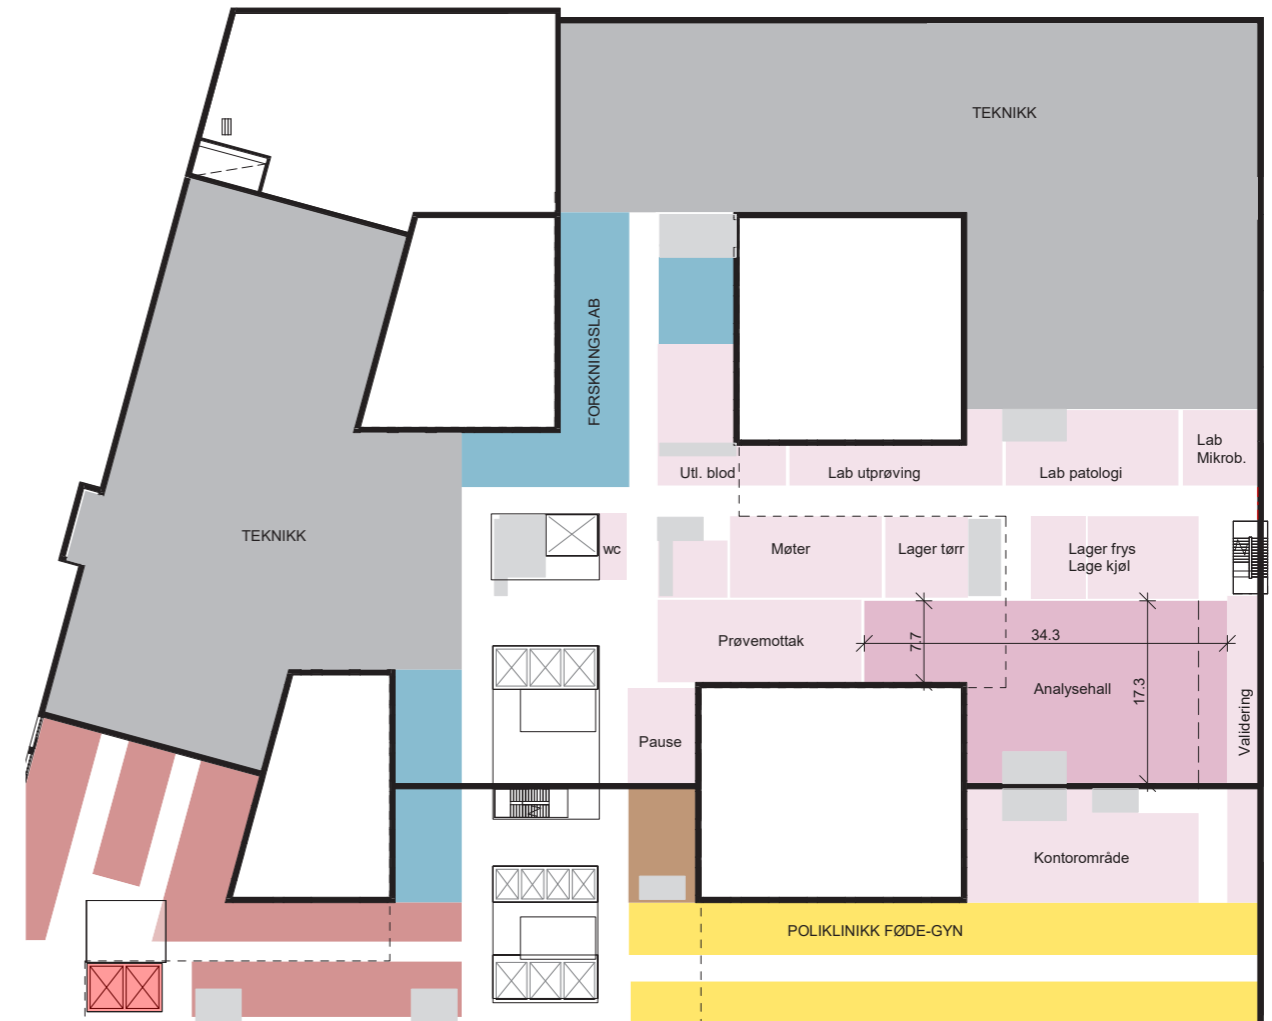 TEKNIKK
FORSKNINGSLAB
Utl. blod
Lab utprøving
Lab patologi
Lab
Mikrob.
TEKNIKK
wc
Møter
Lager tørr
Lager frys
Lage kjøl
Prøvemottak
7.7
34.3
Analysehall
17.3
Validering
Pause
Kontorområde
POLIKLINIKK FØDE-GYN